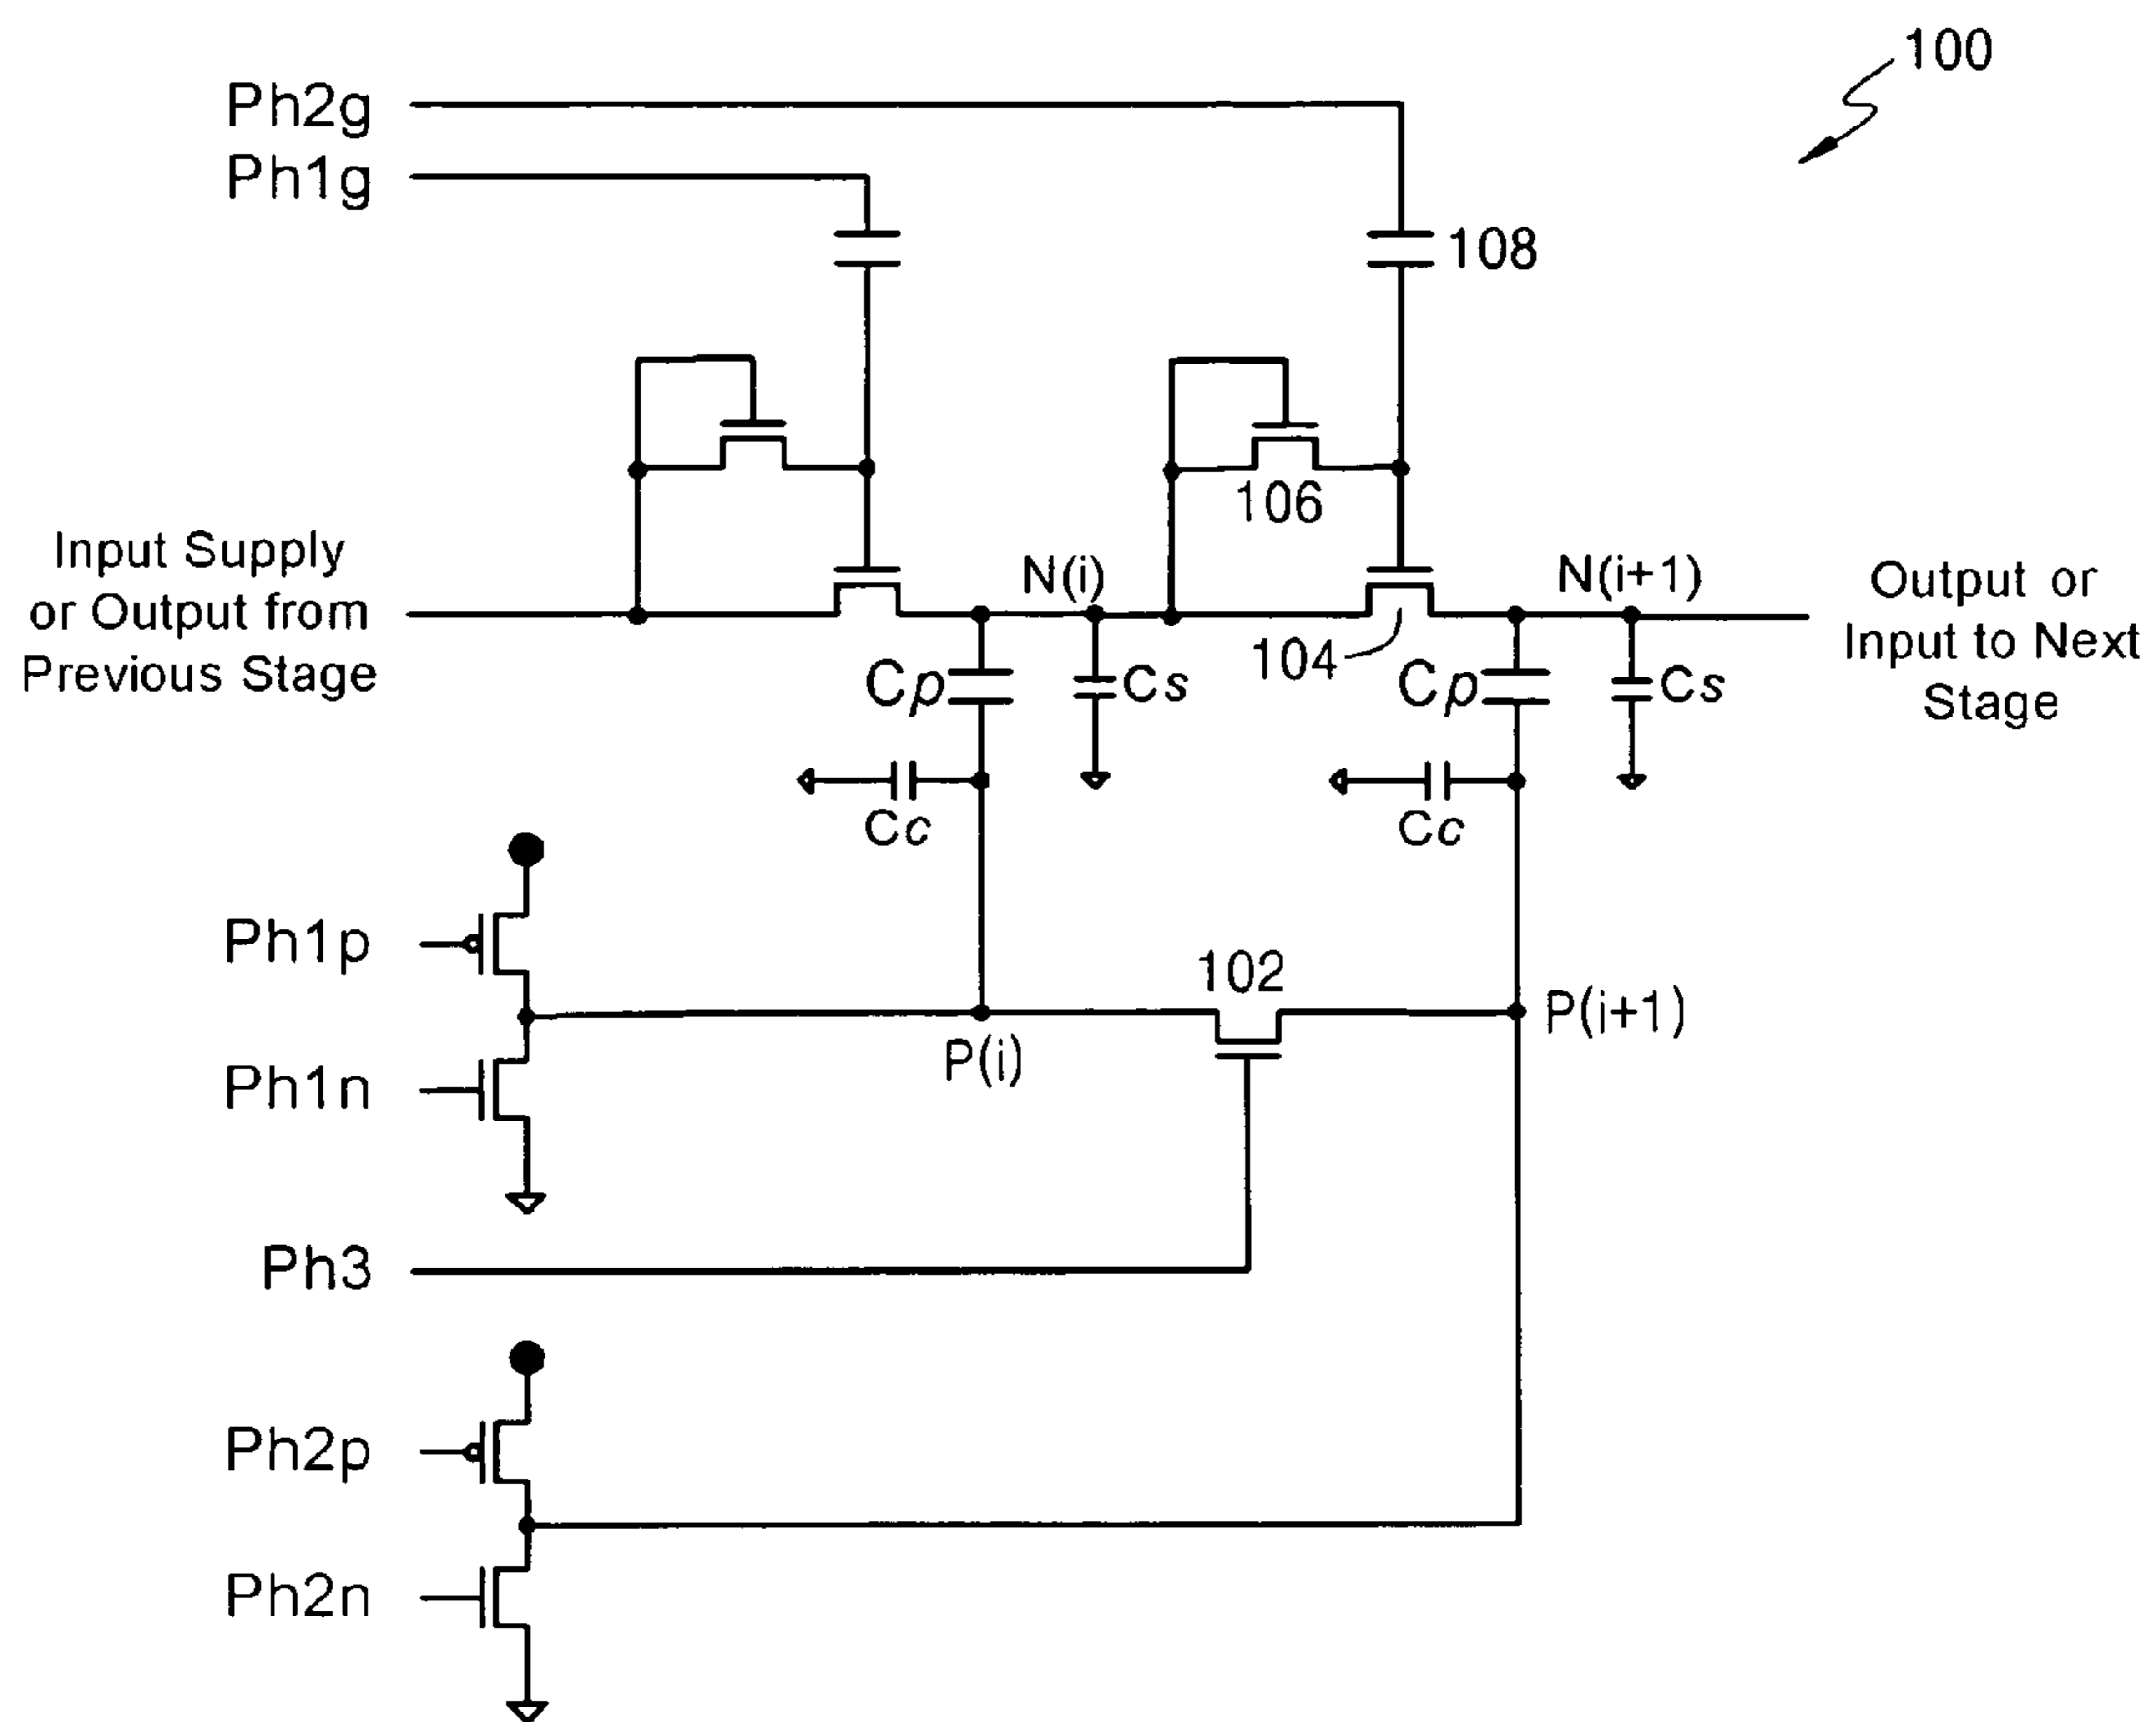 100
Ph2g
Ph1g
108
106
Input Supply
or Output from
Previous Stage
N(i)
104
N(i+1)
Output or
Input to Next
Stage
Cp
Cs
Cp
Cs
Cc
Cc
Ph1p
102
P(i)
P(i+1)
Ph1n
Ph3
Ph2p
Ph2n